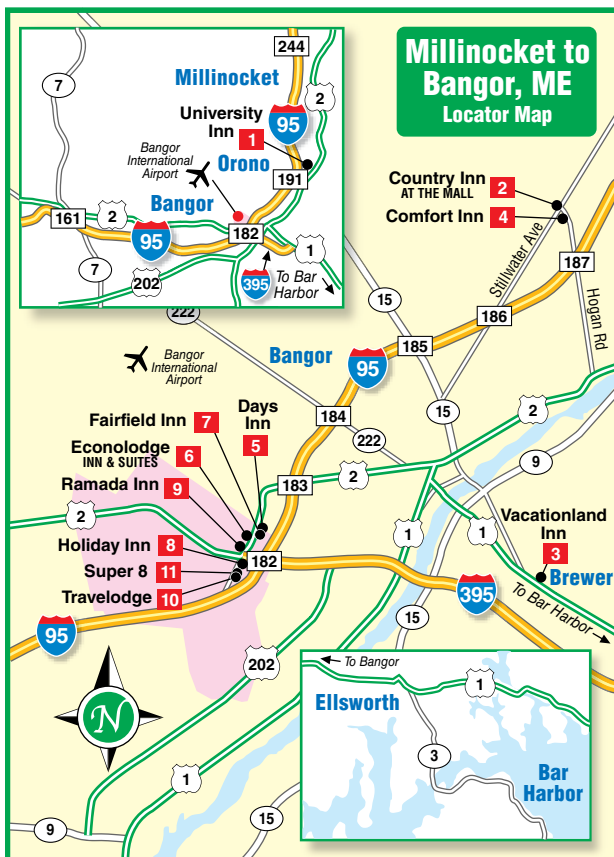 Millinocket to
Bangor, ME
Locator Map
244
7
Millinocket
2
95
University
Inn
1
Bangor
International
Airport
Orono
191
Bangor
161
2
182
95
1
7
202
395
To Bar
Harbor
222
Country Inn
AT THE MALL
2
Comfort Inn
4
Stillwater Ave
187
Hogan Rd
15
186
185
Bangor
International
Airport
Bangor
95
184
15
222
2
9
Fairfield Inn
7
Days
Inn
5
Econolodge
INN & SUITES
6
Ramada Inn
9
183
2
2
1
1
Vacationland
Inn
3
Holiday Inn
8
182
Super 8
11
Travelodge
10
Brewer
395
To Bar Harbor
95
15
202
N
To Bangor
1
Ellsworth
3
Bar
Harbor
1
15
9